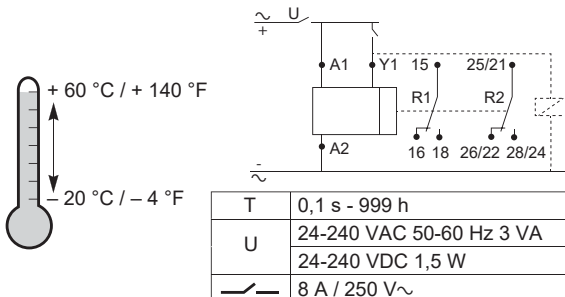 ∼ U
+
A1 Y1 15 25/21
R1 R2
A2
16 18 26/22 28/24
-
∼
+ 60 °C / + 140 °F
– 20 °C / – 4 °F
T 0,1 s - 999 h
U 24-240 VAC 50-60 Hz 3 VA
24-240 VDC 1,5 W
8 A / 250 V∼